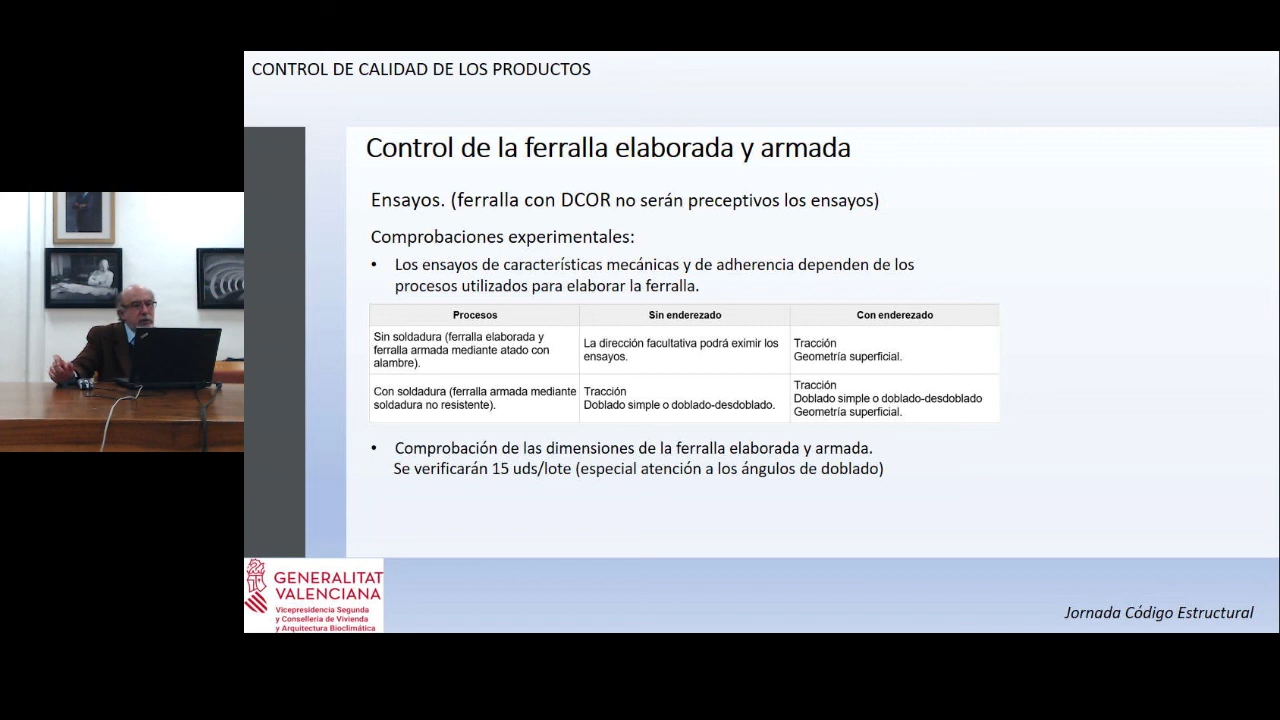 CONTROL DE CALIDAD DE LOS PRODUCTOS
Control de la ferralla elaborada y armada
Ensayos. (ferralla con DCOR no serán preceptivos los ensayos)
Comprobaciones experimentales:
• Los ensayos de características mecánicas y de adherencia dependen de los
procesos utilizados para elaborar la ferralla.
Procesos Sin enderezado Con enderezado
Sin soldadura (ferralla elaborada y
ferralla armada mediante atado con
alambre).
La dirección facultativa podrá eximir los
ensayos.
Tracción
Geometría superficial.
Con soldadura (ferralla armada mediante
soldadura no resistente).
Tracción
Doblado simple o doblado-desdoblado.
Tracción
Doblado simple o doblado-desdoblado
Geometría superficial.
• Comprobación de las dimensiones de la ferralla elaborada y armada.
Se verificarán 15 uds/lote (especial atención a los ángulos de doblado)
GENERALITAT
VALENCIANA
Vicepresidencia Segunda
y Conselleria de Vivienda
y Arquitectura Bioclimática
Jornada Código Estructural